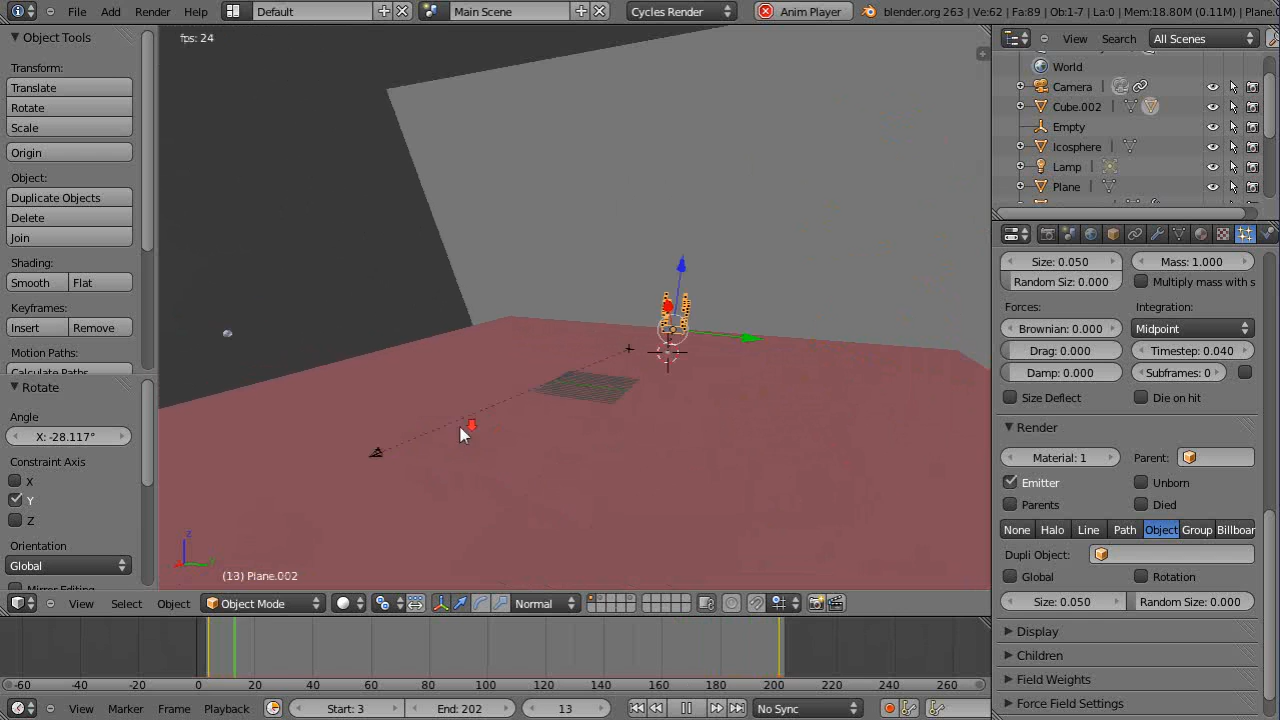 File Add Render Help Default Main Scene Cycles Render Anim Player blender.org 263 | Ve:62 | Fa:89 | Ob:1-7 | La:0 | Mem:18.80M (0.11M) | Plane.0
Object Tools
Transform:
Translate
Rotate
Scale
Origin
Object:
Duplicate Objects
Delete
Join
Shading:
Smooth Flat
Keyframes:
Insert Remove
Motion Paths:
Calculate Paths
Rotate
Angle
X: -28.117°
Constraint Axis
X
Y
Z
Orientation
Global
fps: 24
z
(13) Plane.002
View Select Object Object Mode Normal
-60 -40 -20 0 20 40 60 80 100 120 140 160 180 200 220 240 260
View Marker Frame Playback Start: 3 End: 202 13 No Sync
View Search All Scenes
World
Camera
Cube.002
Empty
Icosphere
Lamp
Plane
Size: 0.050 Mass: 1.000
Random Siz: 0.000 Multiply mass with s
Forces: Integration:
Brownian: 0.000 Midpoint
Drag: 0.000 Timestep: 0.040
Damp: 0.000 Subframes: 0
Size Deflect Die on hit
Render
Material: 1 Parent:
Emitter Unborn
Parents Died
None Halo Line Path Object Group Billboar
Dupli Object:
Global Rotation
Size: 0.050 Random Size: 0.000
Display
Children
Field Weights
Force Field Settings